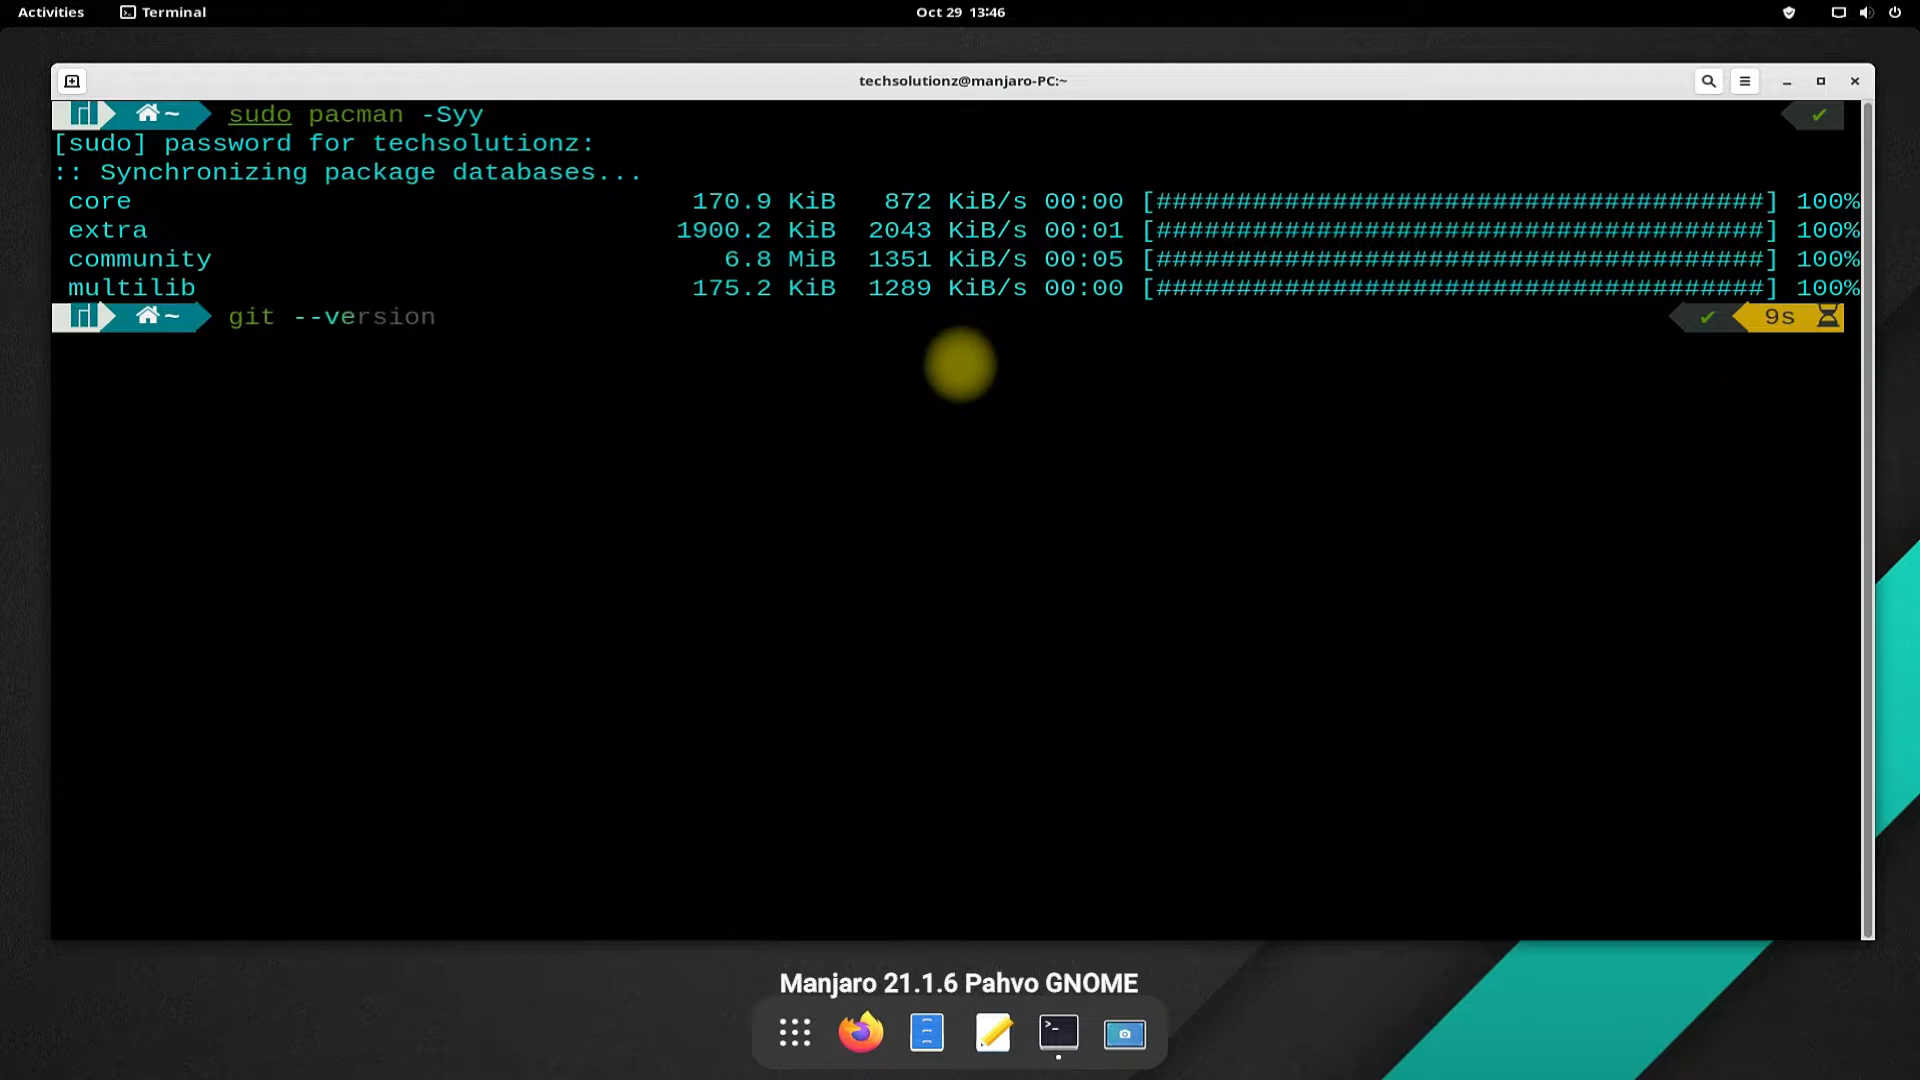 Activities Terminal Oct 29 13:46
techsolutionz@manjaro-PC:~
~ sudo pacman -Syy ✔
[sudo] password for techsolutionz:
:: Synchronizing package databases...
core 170.9 KiB 872 KiB/s 00:00 [######################################] 100%
extra 1900.2 KiB 2043 KiB/s 00:01 [######################################] 100%
community 6.8 MiB 1351 KiB/s 00:05 [######################################] 100%
multilib 175.2 KiB 1289 KiB/s 00:00 [######################################] 100%
~ git --version ✔ 9s
Manjaro 21.1.6 Pahvo GNOME